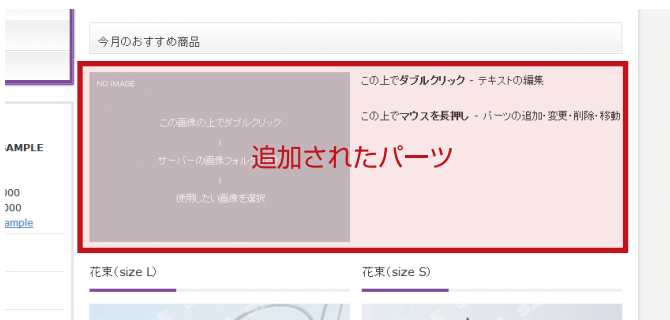 今月のおすすめ商品
NO IMAGE
この上でダブルクリック - テキストの編集
この画像の上でダブルクリック
この上でマウスを長押し - パーツの追加・変更・削除・移動
サーバーの画像フォル
追加されたパーツ
使用したい画像を選択
AMPLE
000
000
ample
花束(size L)
花束(size S)